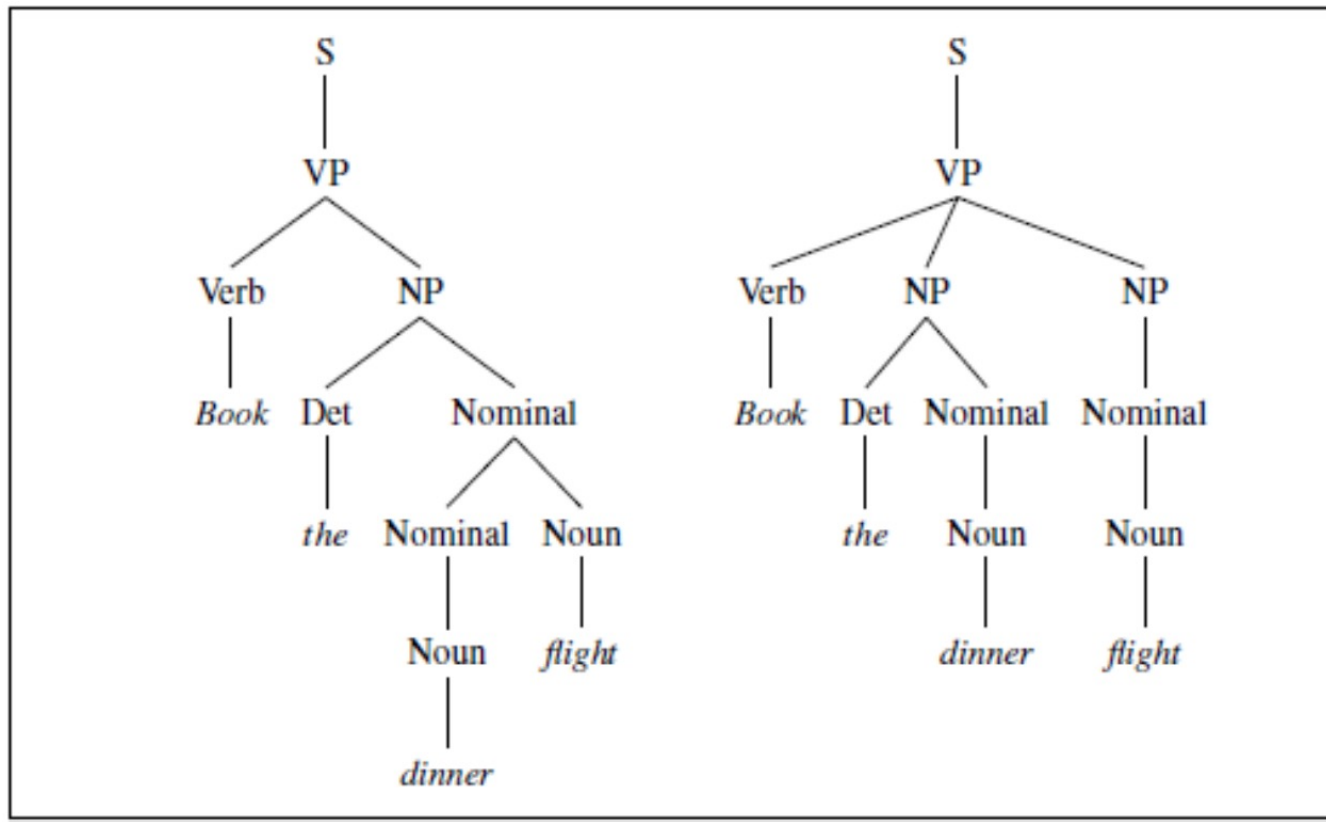 S S
VP VP
Verb NP Verb NP NP
Book Det Nominal Book Det Nominal Nominal
the Nominal Noun the Noun Noun
Noun flight dinner flight
dinner